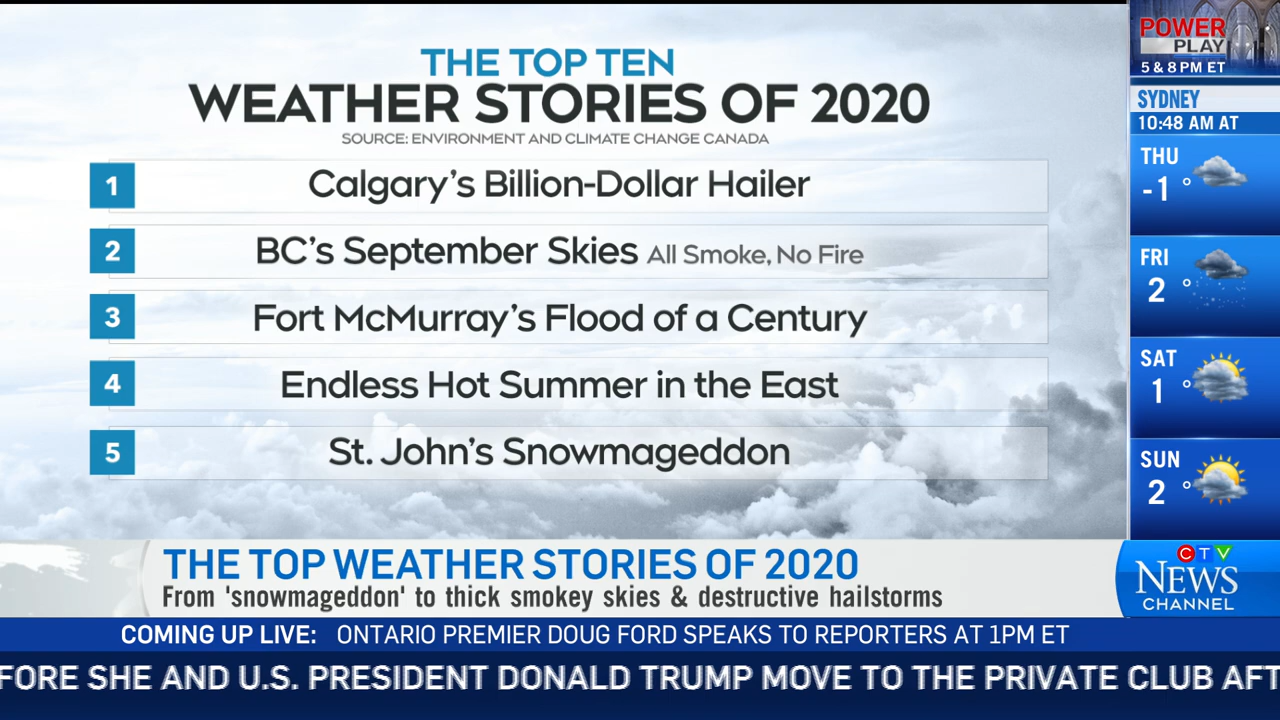 THE TOP TEN
WEATHER STORIES OF 2020
SOURCE: ENVIRONMENT AND CLIMATE CHANGE CANADA
1 Calgary's Billion-Dollar Hailer
2 BC's September Skies All Smoke, No Fire
3 Fort McMurray's Flood of a Century
4 Endless Hot Summer in the East
5 St. John's Snowmageddon
POWER
PLAY
5 & 8 PM ET
SYDNEY
10:48 AM AT
THU
-1 °
FRI
2 °
SAT
1 °
SUN
2 °
THE TOP WEATHER STORIES OF 2020
From 'snowmageddon' to thick smokey skies & destructive hailstorms
CTV
NEWS
CHANNEL
COMING UP LIVE: ONTARIO PREMIER DOUG FORD SPEAKS TO REPORTERS AT 1PM ET
FORE SHE AND U.S. PRESIDENT DONALD TRUMP MOVE TO THE PRIVATE CLUB AFT